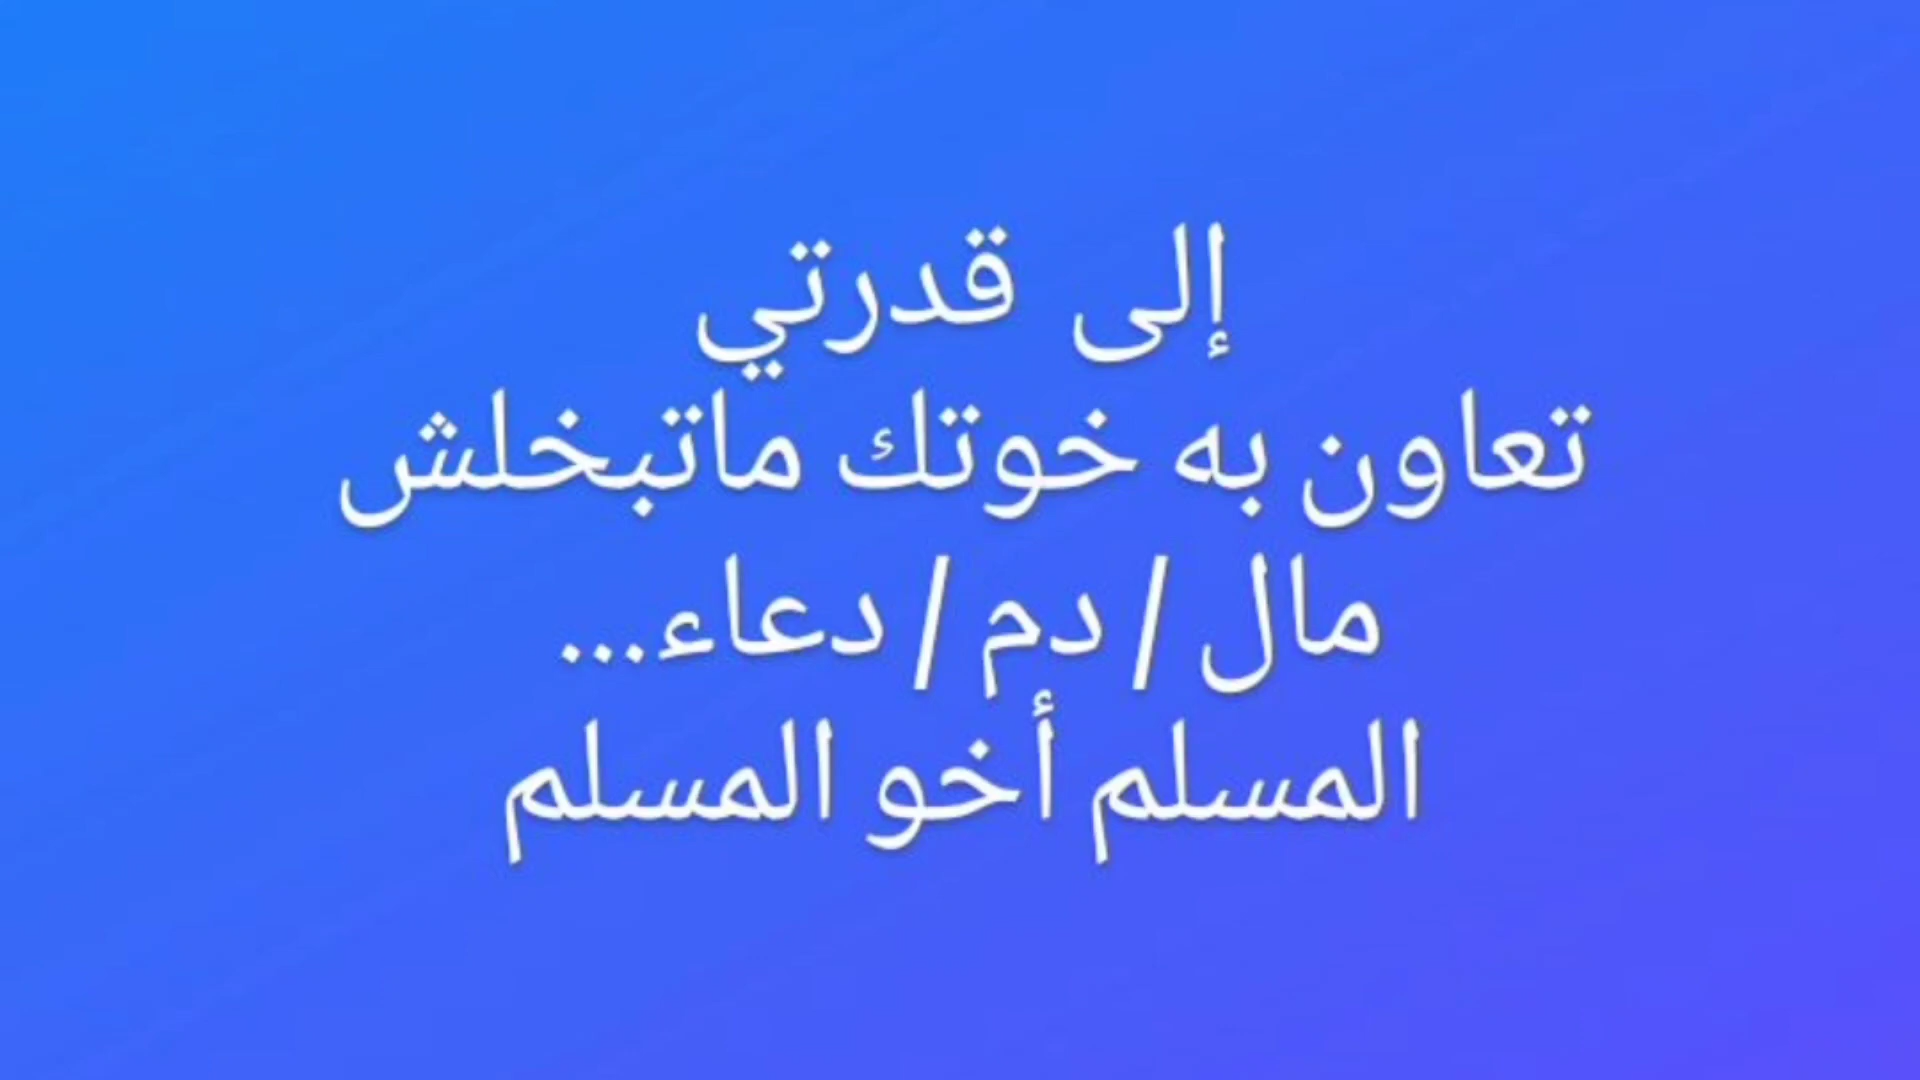 إلى قدرتي
تعاون به خوتك ماتبخلش
مال / دم / دعاء...
المسلم أخو المسلم